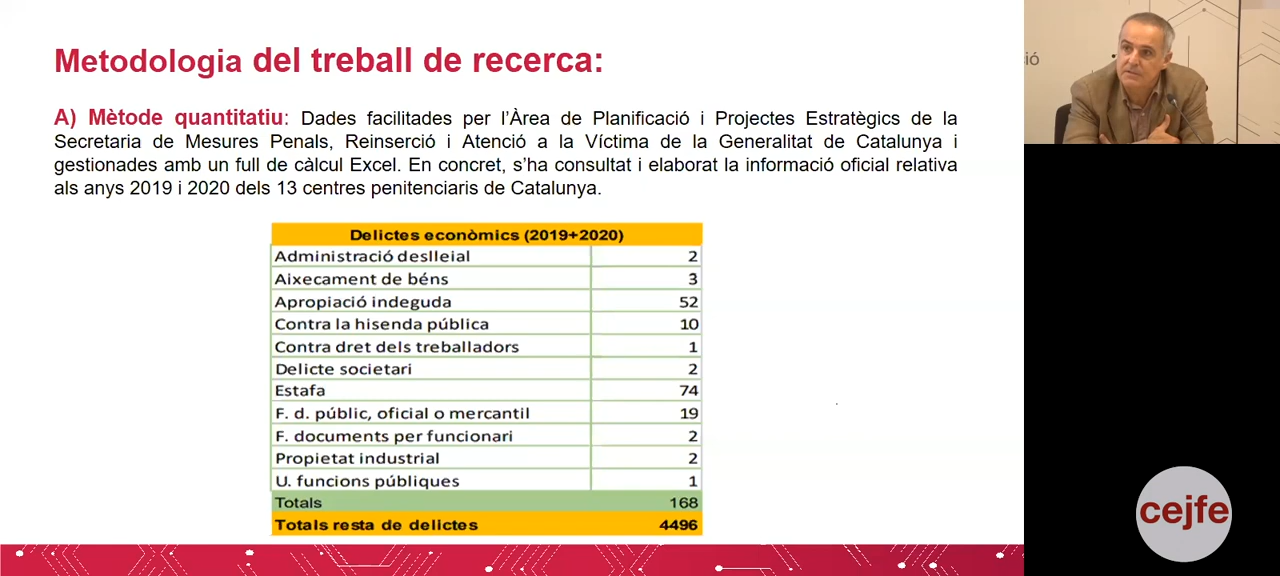 Metodologia del treball de recerca:
A) Mètode quantitatiu: Dades facilitades per l'Àrea de Planificació i Projectes Estratègics de la
Secretaria de Mesures Penals, Reinserció i Atenció a la Víctima de la Generalitat de Catalunya i
gestionades amb un full de càlcul Excel. En concret, s'ha consultat i elaborat la informació oficial relativa
als anys 2019 i 2020 dels 13 centres penitenciaris de Catalunya.
Delictes econòmics (2019+2020)
Administració deslleial 2
Aixecament de béns 3
Apropiació indeguda 52
Contra la hisenda pública 10
Contra dret dels treballadors 1
Delicte societari 2
Estafa 74
F. d. públic, oficial o mercantil 19
F. documents per funcionari 2
Propietat industrial 2
U. funcions públiques 1
Totals 168
Totals resta de delictes 4496
ió
cejfe